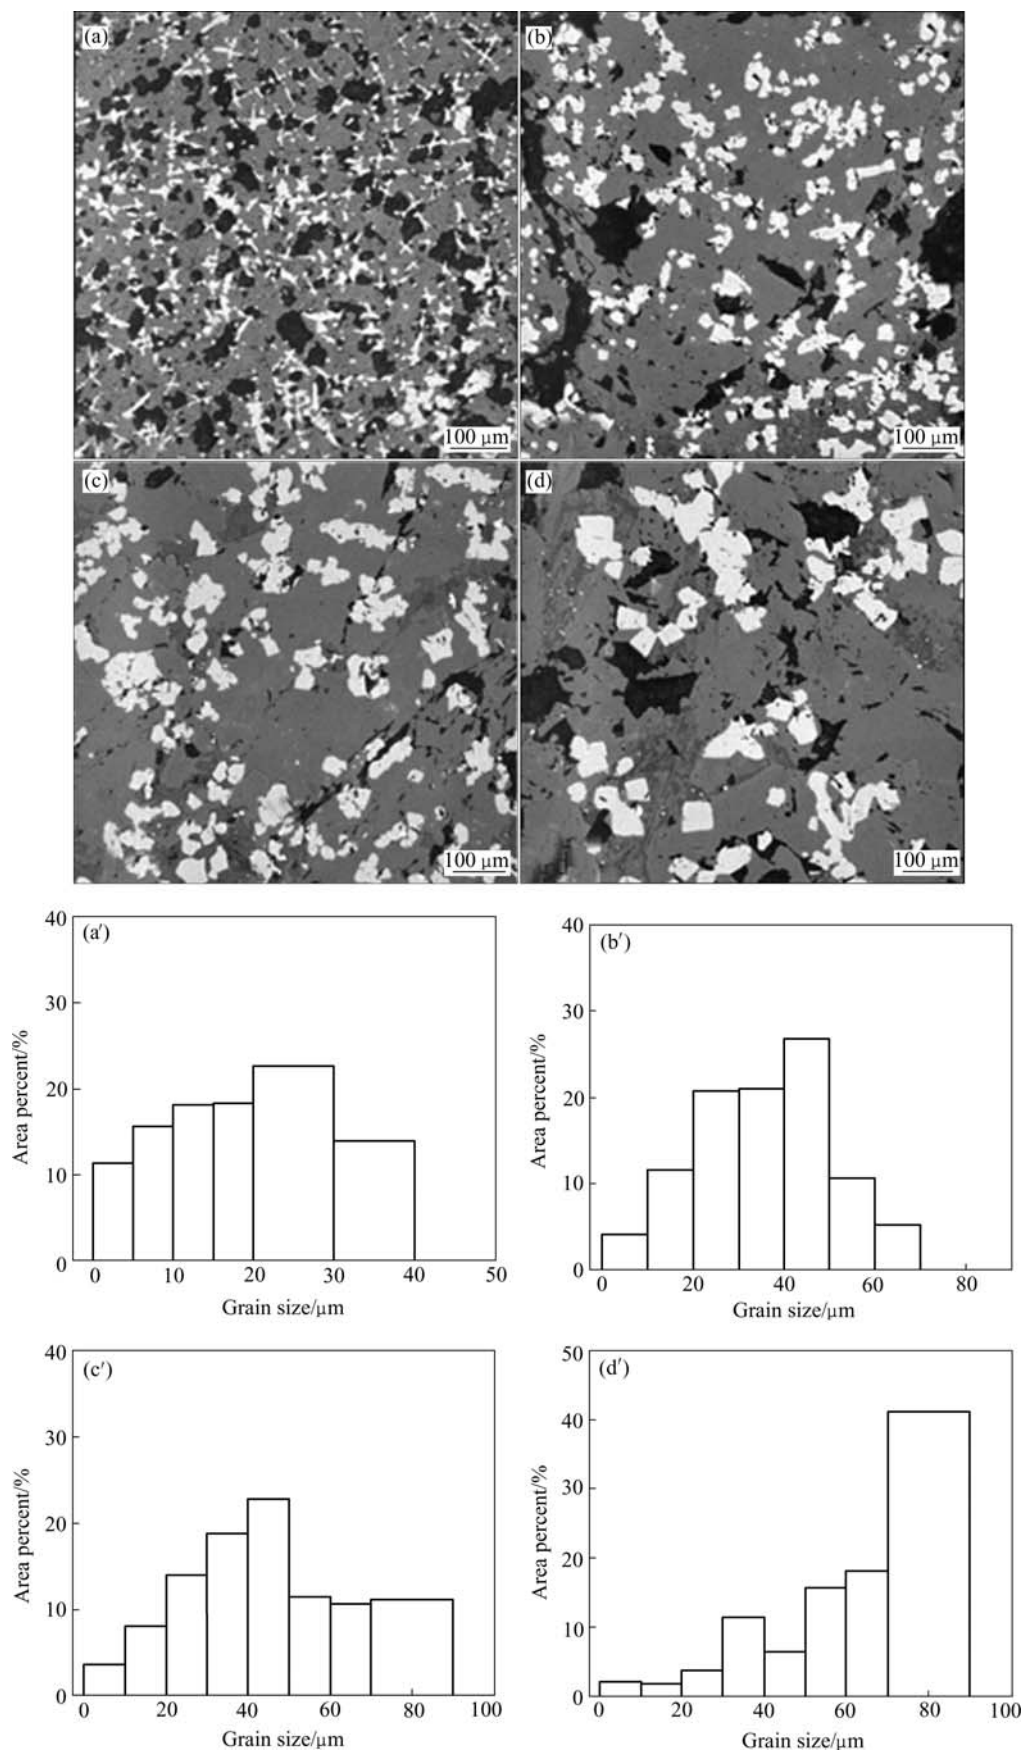 (a)
(b)
100 μm
100 μm
(c)
(d)
100 μm
100 μm
(a′)
40
30
20
10
0
Area percent/%
0 10 20 30 40 50
Grain size/μm
(b′)
40
30
20
10
0
Area percent/%
0 20 40 60 80
Grain size/μm
(c′)
40
30
20
10
0
Area percent/%
0 20 40 60 80 100
Grain size/μm
(d′)
50
40
30
20
10
0
Area percent/%
0 20 40 60 80 100
Grain size/μm